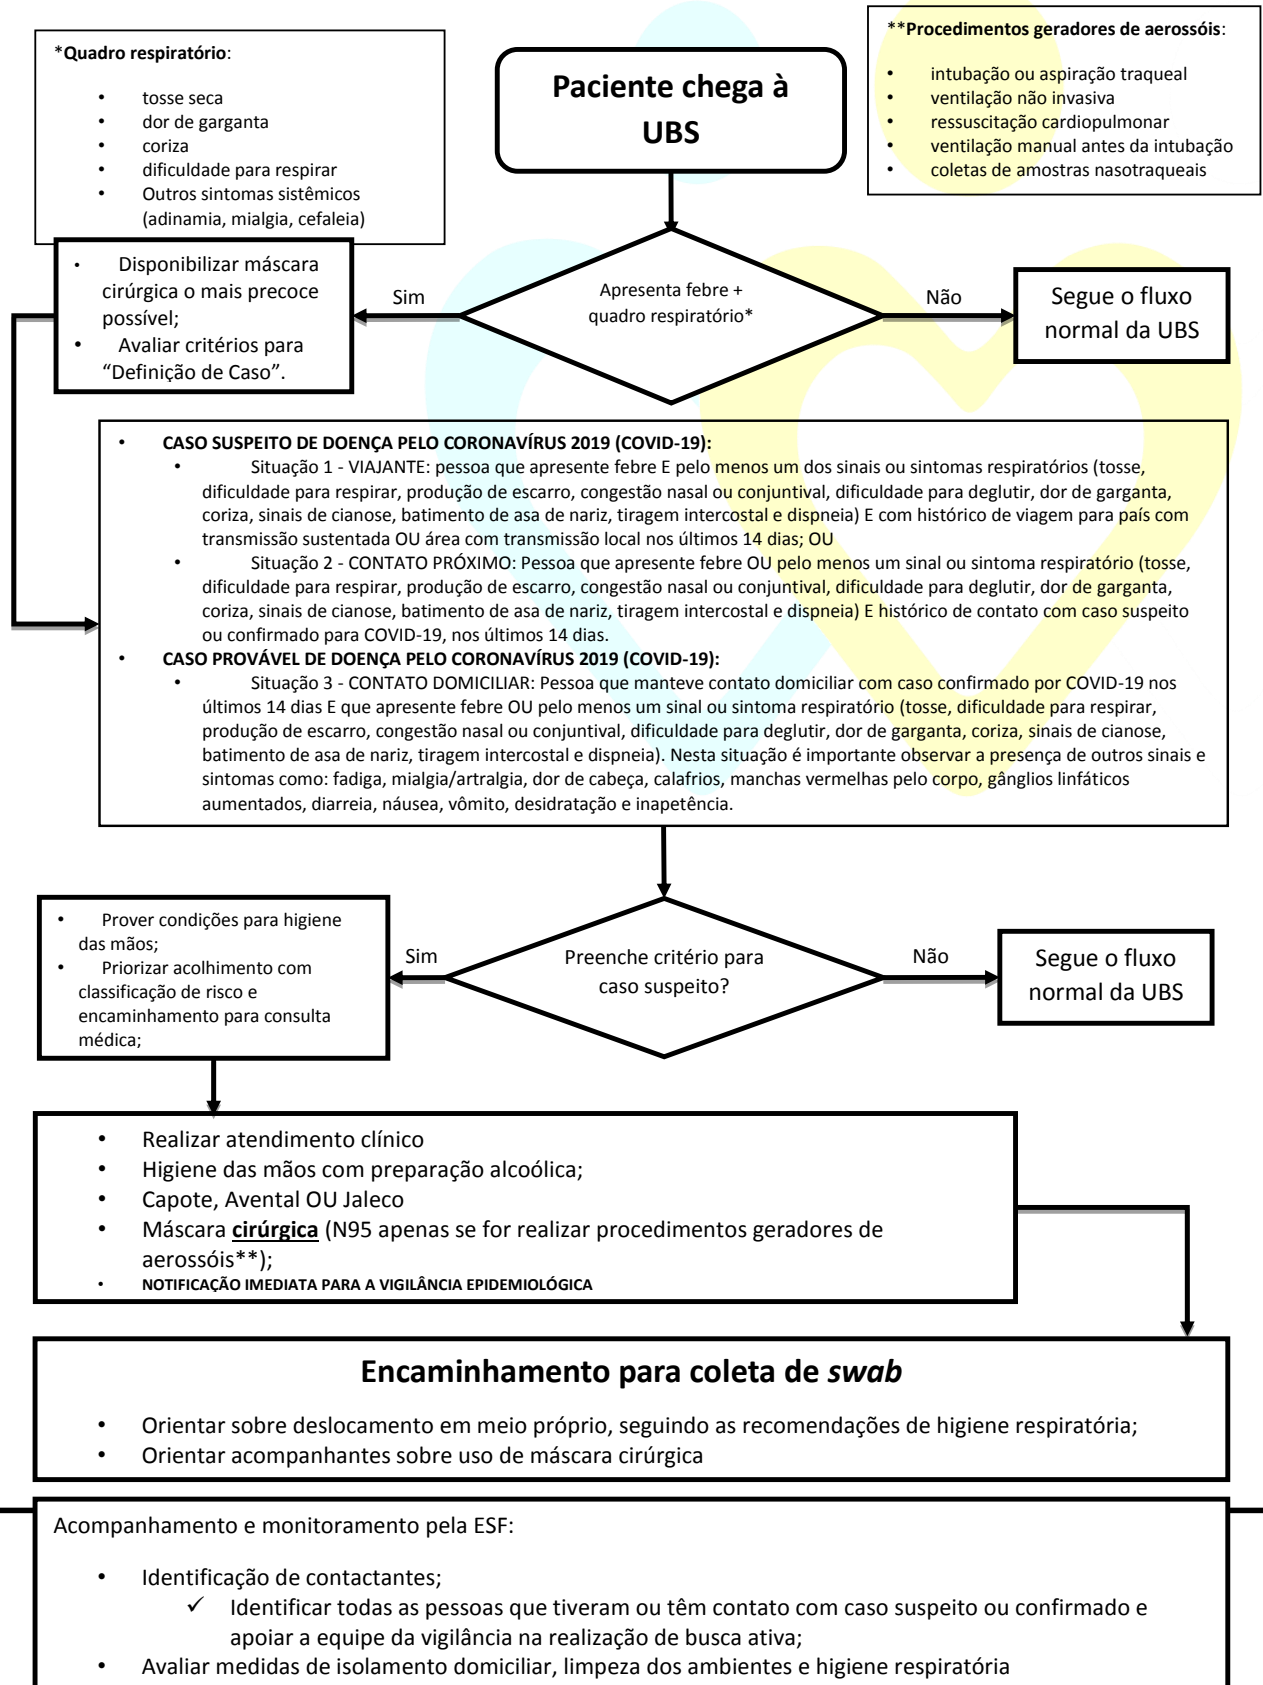 *Quadro respiratório:
• tosse seca
• dor de garganta
• coriza
• dificuldade para respirar
• Outros sintomas sistêmicos
(adinamia, mialgia, cefaleia)
Paciente chega à
UBS
**Procedimentos geradores de aerossóis:
• intubação ou aspiração traqueal
• ventilação não invasiva
• ressuscitação cardiopulmonar
• ventilação manual antes da intubação
• coletas de amostras nasotraqueais
• Disponibilizar máscara
cirúrgica o mais precoce
possível;
• Avaliar critérios para
“Definição de Caso”.
Sim
Apresenta febre +
quadro respiratório*
Não
Segue o fluxo
normal da UBS
• CASO SUSPEITO DE DOENÇA PELO CORONAVÍRUS 2019 (COVID-19):
• Situação 1 - VIAJANTE: pessoa que apresente febre E pelo menos um dos sinais ou sintomas respiratórios (tosse,
dificuldade para respirar, produção de escarro, congestão nasal ou conjuntival, dificuldade para deglutir, dor de garganta,
coriza, sinais de cianose, batimento de asa de nariz, tiragem intercostal e dispneia) E com histórico de viagem para país com
transmissão sustentada OU área com transmissão local nos últimos 14 dias; OU
• Situação 2 - CONTATO PRÓXIMO: Pessoa que apresente febre OU pelo menos um sinal ou sintoma respiratório (tosse,
dificuldade para respirar, produção de escarro, congestão nasal ou conjuntival, dificuldade para deglutir, dor de garganta,
coriza, sinais de cianose, batimento de asa de nariz, tiragem intercostal e dispneia) E histórico de contato com caso suspeito
ou confirmado para COVID-19, nos últimos 14 dias.
• CASO PROVÁVEL DE DOENÇA PELO CORONAVÍRUS 2019 (COVID-19):
• Situação 3 - CONTATO DOMICILIAR: Pessoa que manteve contato domiciliar com caso confirmado por COVID-19 nos
últimos 14 dias E que apresente febre OU pelo menos um sinal ou sintoma respiratório (tosse, dificuldade para respirar,
produção de escarro, congestão nasal ou conjuntival, dificuldade para deglutir, dor de garganta, coriza, sinais de cianose,
batimento de asa de nariz, tiragem intercostal e dispneia). Nesta situação é importante observar a presença de outros sinais e
sintomas como: fadiga, mialgia/artralgia, dor de cabeça, calafrios, manchas vermelhas pelo corpo, gânglios linfáticos
aumentados, diarreia, náusea, vômito, desidratação e inapetência.
• Prover condições para higiene
das mãos;
• Priorizar acolhimento com
classificação de risco e
encaminhamento para consulta
médica;
Sim
Preenche critério para
caso suspeito?
Não
Segue o fluxo
normal da UBS
• Realizar atendimento clínico
• Higiene das mãos com preparação alcoólica;
• Capote, Avental OU Jaleco
• Máscara cirúrgica (N95 apenas se for realizar procedimentos geradores de
aerossóis**);
• NOTIFICAÇÃO IMEDIATA PARA A VIGILÂNCIA EPIDEMIOLÓGICA
Encaminhamento para coleta de swab
• Orientar sobre deslocamento em meio próprio, seguindo as recomendações de higiene respiratória;
• Orientar acompanhantes sobre uso de máscara cirúrgica
Acompanhamento e monitoramento pela ESF:
• Identificação de contactantes;
✓ Identificar todas as pessoas que tiveram ou têm contato com caso suspeito ou confirmado e
apoiar a equipe da vigilância na realização de busca ativa;
• Avaliar medidas de isolamento domiciliar, limpeza dos ambientes e higiene respiratória